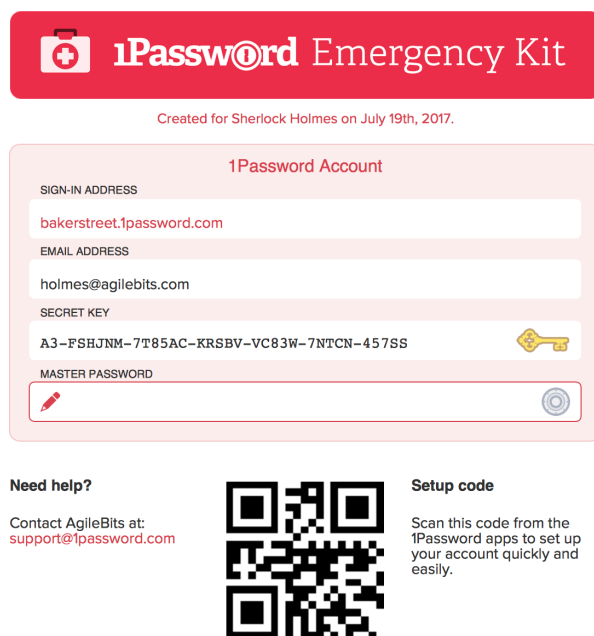 1Password Emergency Kit
Created for Sherlock Holmes on July 19th, 2017.
1Password Account
SIGN-IN ADDRESS
bakerstreet.1password.com
EMAIL ADDRESS
holmes@agilebits.com
SECRET KEY
A3-FSHJNM-7T85AC-KRSBV-VC83W-7NTCN-457SS
MASTER PASSWORD
Need help?
Contact AgileBits at:
support@1password.com
Setup code
Scan this code from the
1Password apps to set up
your account quickly and
easily.